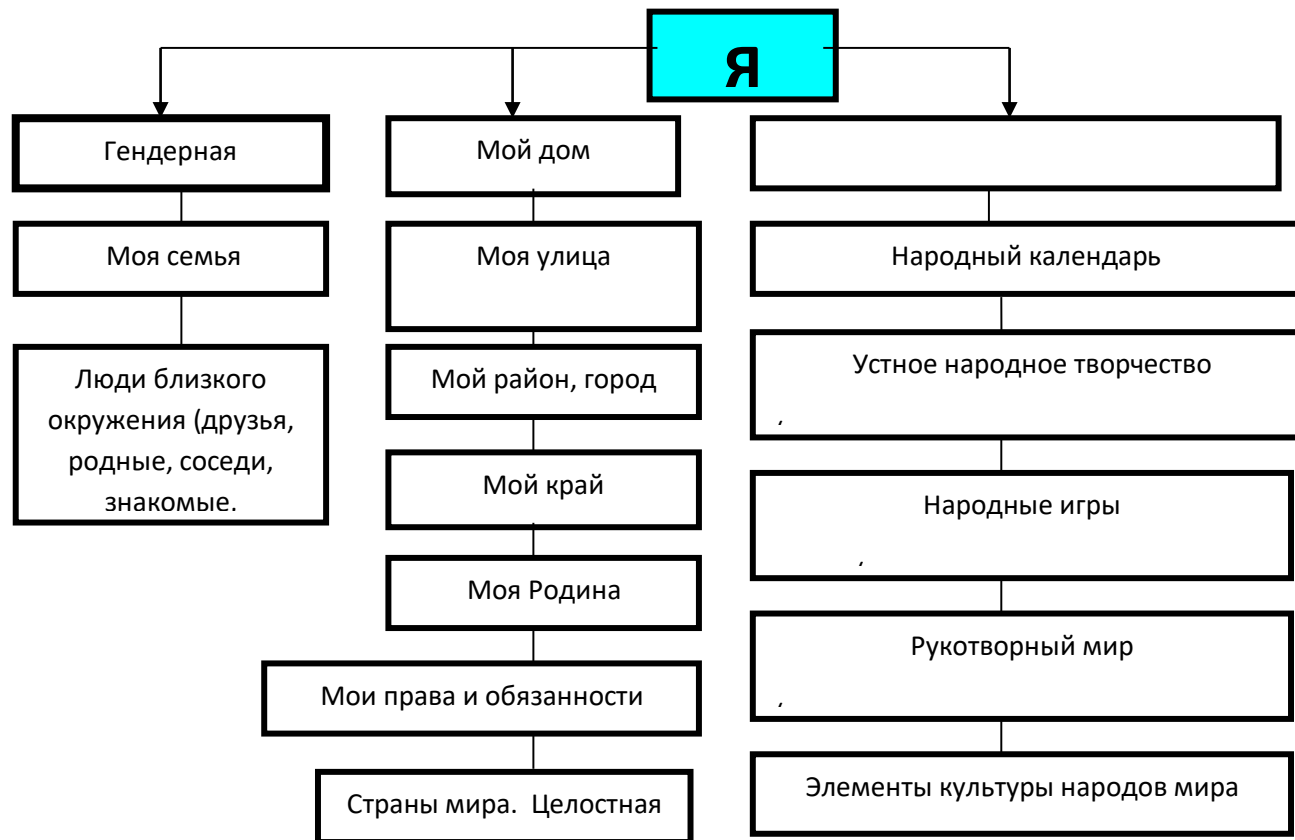 Я
Гендерная
Моя семья
Люди близкого
окружения (друзья,
родные, соседи,
знакомые.
Мой дом
Моя улица
Мой район, город
Мой край
Моя Родина
Мои права и обязанности
Страны мира. Целостная
Народный календарь
Устное народное творчество
,
Народные игры
,
Рукотворный мир
,
Элементы культуры народов мира